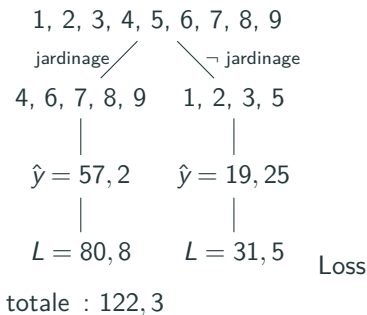 1, 2, 3, 4, 5, 6, 7, 8, 9
jardinage ¬ jardinage
4, 6, 7, 8, 9 1, 2, 3, 5
ŷ = 57, 2 ŷ = 19, 25
L = 80, 8 L = 31, 5 Loss
totale : 122, 3